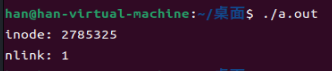 han@han-virtual-machine:~/桌面$ ./a.out
inode: 2785325
nlink: 1